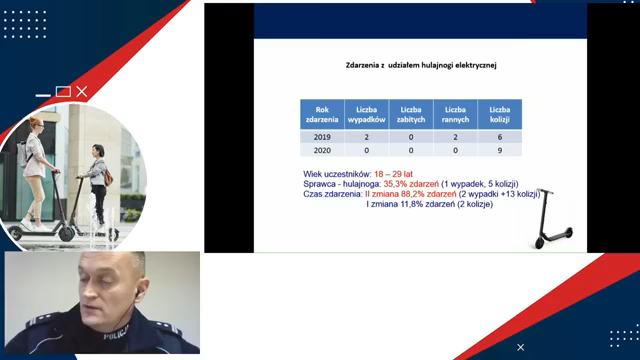 Zdarzenia z udziałem hulajnogi elektrycznej
Rok zdarzenia Liczba wypadków Liczba zabitych Liczba rannych Liczba kolizji
2019 2 0 2 6
2020 0 0 0 9
Wiek uczestników: 18 – 29 lat
Sprawca - hulajnoga: 35,3% zdarzeń (1 wypadek, 5 kolizji)
Czas zdarzenia: II zmiana 88,2% zdarzeń (2 wypadki +13 kolizji)
I zmiana 11,8% zdarzeń (2 kolizje)
POLICJA